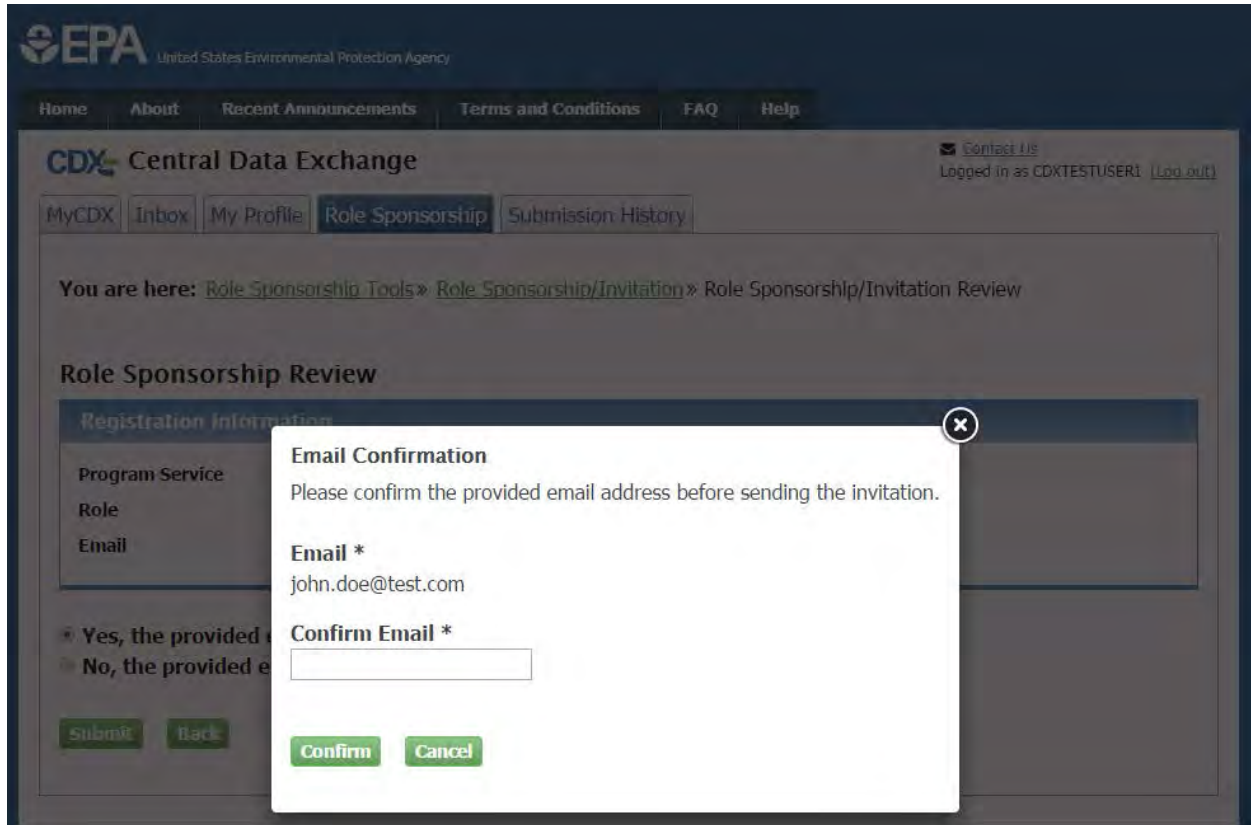 EPA United States Environmental Protection Agency
Home About Recent Announcements Terms and Conditions FAQ Help
CDX Central Data Exchange
Contact Us
Logged in as CDXTESTUSER1 (Log out)
MyCDX Inbox My Profile Role Sponsorship Submission History
You are here: Role Sponsorship Tools» Role Sponsorship/Invitation» Role Sponsorship/Invitation Review
Role Sponsorship Review
Registration Information
Program Service
Role
Email
Email Confirmation
Please confirm the provided email address before sending the invitation.
Email *
john.doe@test.com
Confirm Email *
Yes, the provided
No, the provided
Submit Back
Confirm Cancel